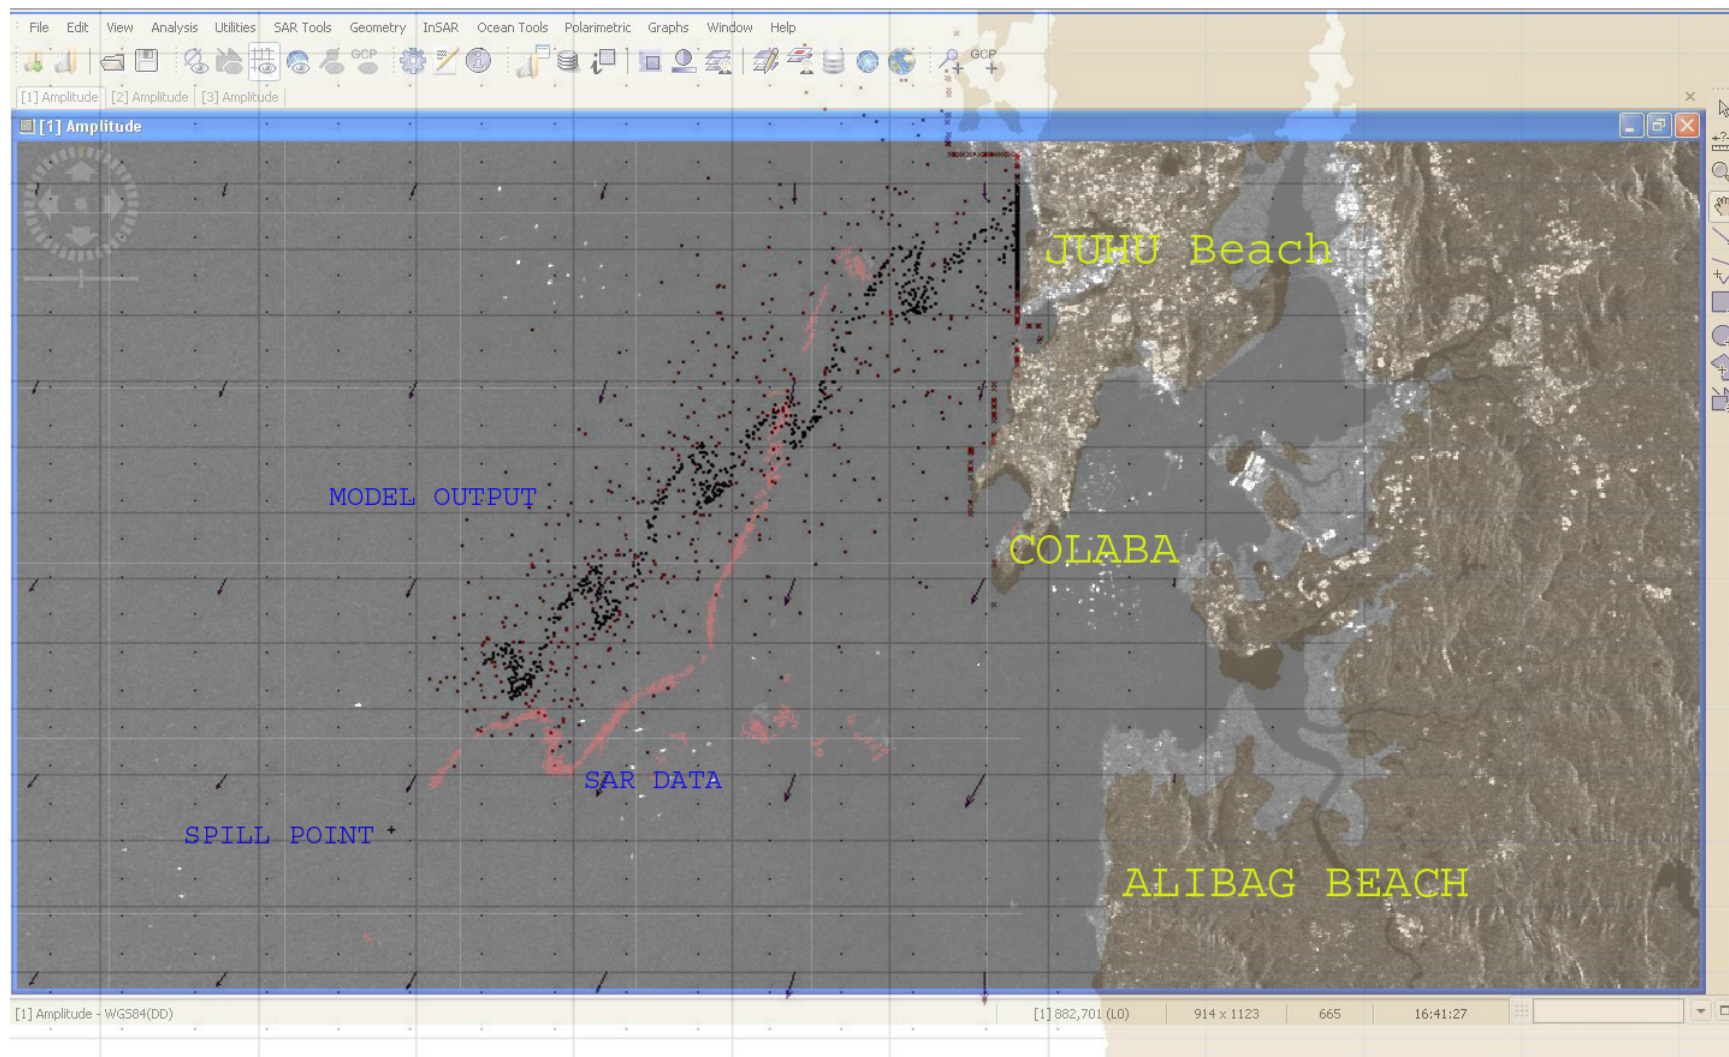 File Edit View Analysis Utilities SAR Tools Geometry InSAR Ocean Tools Polarimetric Graphs Window Help
GCP GCP
[1] Amplitude [2] Amplitude [3] Amplitude
[1] Amplitude
JUHU Beach
MODEL OUTPUT
COLABA
SAR DATA
SPILL POINT
ALIBAG BEACH
[1] Amplitude - WGS84(DD) [1] 882,701 (L0) 914 x 1123 665 16:41:27